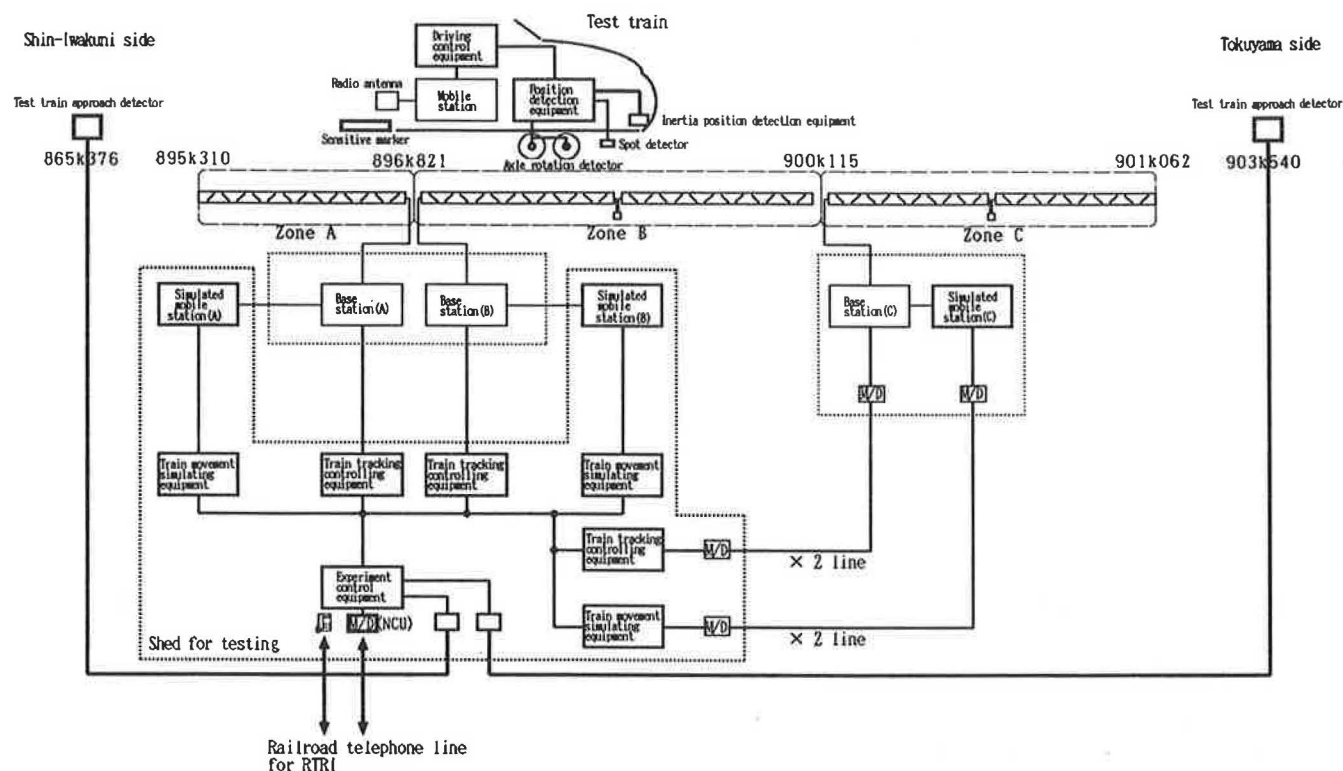 Test train
Shin-Iwakuni side
Tokuyama side
Driving
control
equipment
Radio antenna
Mobile
station
Position
detection
equipment
Test train approach detector
Test train approach detector
Inertia position detection equipment
Sensitive marker
Spot detector
Axle rotation detector
865k376
895k310
896k821
900k115
901k062
903k540
Zone A
Zone B
Zone C
Simulated
mobile
station(A)
Base
station(A)
Base
station(B)
Simulated
mobile
station(B)
Base
station(C)
Simulated
mobile
station(C)
M/D
M/D
Train movement
simulating
equipment
Train tracking
controlling
equipment
Train tracking
controlling
equipment
Train movement
simulating
equipment
Train tracking
controlling
equipment
M/D
× 2 line
Experiment
control
equipment
M/D
(NCU)
Train movement
simulating
equipment
M/D
× 2 line
Shed for testing
Railroad telephone line
for RTRI